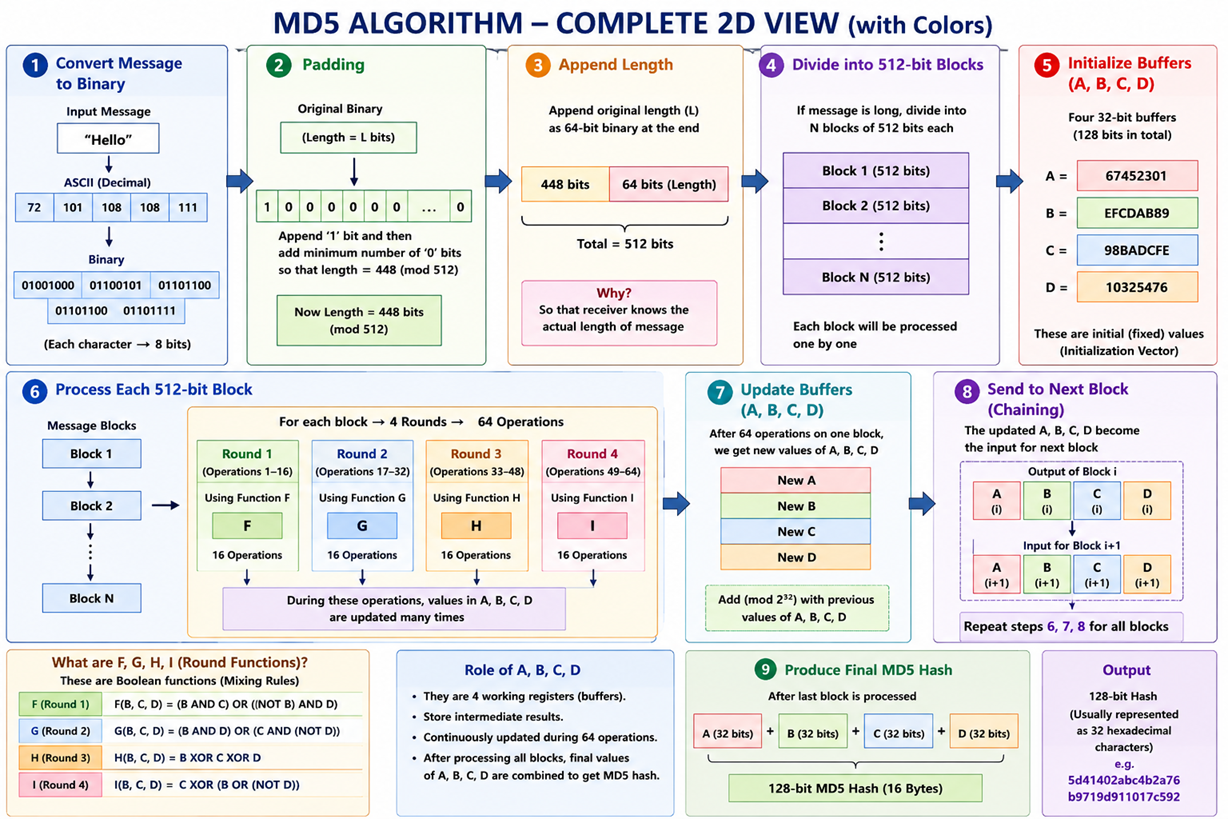 MD5 ALGORITHM – COMPLETE 2D VIEW (with Colors)
1 Convert Message
to Binary
Input Message
“Hello”
ASCII (Decimal)
72 101 108 108 111
Binary
01001000 01100101 01101100
01101100 01101111
(Each character → 8 bits)
2 Padding
Original Binary
(Length = L bits)
1 0 0 0 0 0 0 ... 0
Append ‘1’ bit and then
add minimum number of ‘0’ bits
so that length = 448 (mod 512)
Now Length = 448 bits
(mod 512)
3 Append Length
Append original length (L)
as 64-bit binary at the end
448 bits 64 bits (Length)
Total = 512 bits
Why?
So that receiver knows the
actual length of message
4 Divide into 512-bit Blocks
If message is long, divide into
N blocks of 512 bits each
Block 1 (512 bits)
Block 2 (512 bits)
⋮
Block N (512 bits)
Each block will be processed
one by one
5 Initialize Buffers
(A, B, C, D)
Four 32-bit buffers
(128 bits in total)
A = 67452301
B = EFCDAB89
C = 98BADCFE
D = 10325476
These are initial (fixed) values
(Initialization Vector)
6 Process Each 512-bit Block
Message Blocks
Block 1
Block 2
⋮
Block N
For each block → 4 Rounds → 64 Operations
Round 1
(Operations 1–16)
Using Function F
F
16 Operations
Round 2
(Operations 17–32)
Using Function G
G
16 Operations
Round 3
(Operations 33–48)
Using Function H
H
16 Operations
Round 4
(Operations 49–64)
Using Function I
I
16 Operations
During these operations, values in A, B, C, D
are updated many times
7 Update Buffers
(A, B, C, D)
After 64 operations on one block,
we get new values of A, B, C, D
New A
New B
New C
New D
Add (mod 2³²) with previous
values of A, B, C, D
8 Send to Next Block
(Chaining)
The updated A, B, C, D become
the input for next block
Output of Block i
A B C D
(i) (i) (i) (i)
Input for Block i+1
A B C D
(i+1) (i+1) (i+1) (i+1)
Repeat steps 6, 7, 8 for all blocks
What are F, G, H, I (Round Functions)?
These are Boolean functions (Mixing Rules)
F (Round 1) F(B, C, D) = (B AND C) OR ((NOT B) AND D)
G (Round 2) G(B, C, D) = (B AND D) OR (C AND (NOT D))
H (Round 3) H(B, C, D) = B XOR C XOR D
I (Round 4) I(B, C, D) = C XOR (B OR (NOT D))
Role of A, B, C, D
• They are 4 working registers (buffers).
• Store intermediate results.
• Continuously updated during 64 operations.
• After processing all blocks, final values
of A, B, C, D are combined to get MD5 hash.
9 Produce Final MD5 Hash
After last block is processed
A (32 bits) + B (32 bits) + C (32 bits) + D (32 bits)
128-bit MD5 Hash (16 Bytes)
Output
128-bit Hash
(Usually represented
as 32 hexadecimal
characters)
e.g.
5d41402abc4b2a76
b9719d911017c592